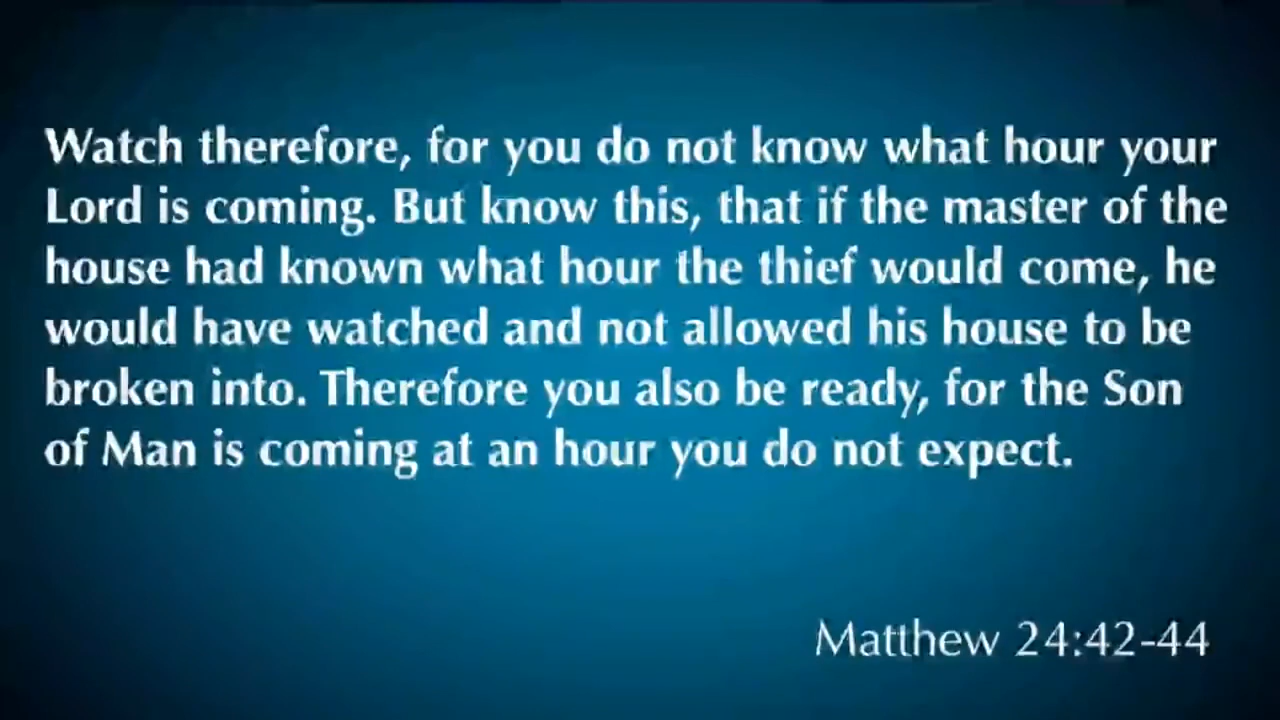 Watch therefore, for you do not know what hour your
Lord is coming. But know this, that if the master of the
house had known what hour the thief would come, he
would have watched and not allowed his house to be
broken into. Therefore you also be ready, for the Son
of Man is coming at an hour you do not expect.
Matthew 24:42-44